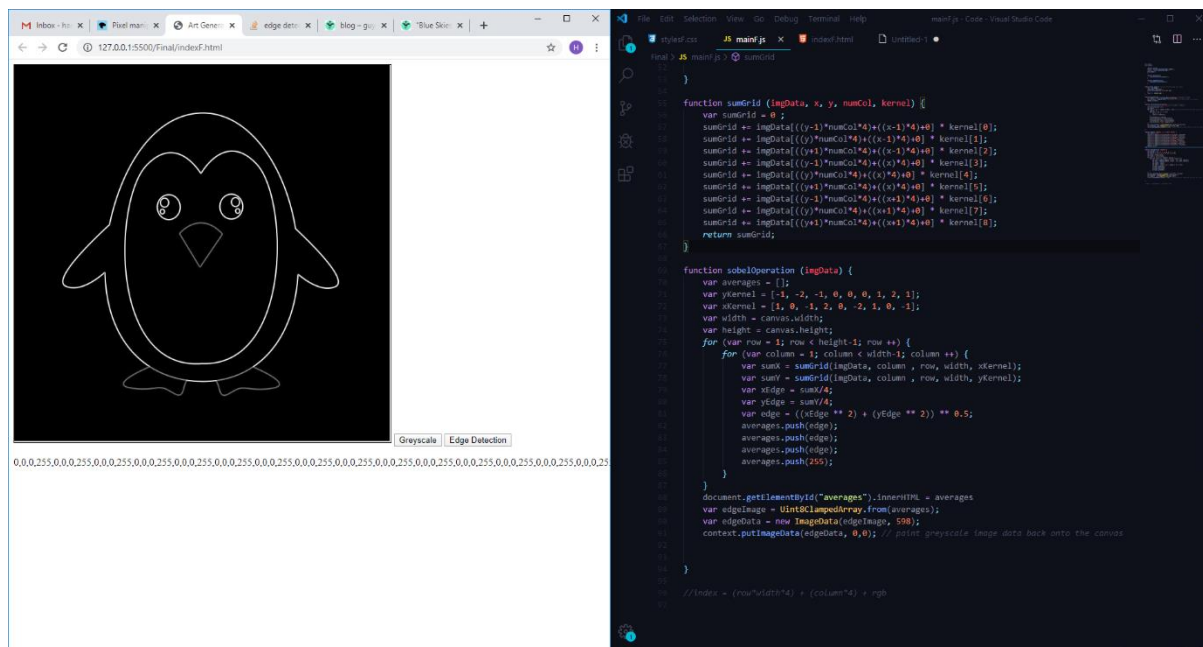 Inbox - ha
Pixel mani
Art Genera
edge dete
blog – guy
"Blue Skies
127.0.0.1:5500/Final/indexF.html
H
Greyscale
Edge Detection
0,0,0,255,0,0,0,255,0,0,0,255,0,0,0,255,0,0,0,255,0,0,0,255,0,0,0,255,0,0,0,255,0,0,0,255,0,0,0,255,0,0,0,255,0,0,0,25
File Edit Selection View Go Debug Terminal Help
mainF.js - Code - Visual Studio Code
stylesF.css
JS mainF.js
indexF.html
Untitled-1
Final > JS mainF.js > sumGrid
}
function sumGrid (imgData, x, y, numCol, kernel) {
var sumGrid = 0 ;
sumGrid += imgData[((y-1)*numCol*4)+((x-1)*4)+0] * kernel[0];
sumGrid += imgData[((y)*numCol*4)+((x-1)*4)+0] * kernel[1];
sumGrid += imgData[((y+1)*numCol*4)+((x-1)*4)+0] * kernel[2];
sumGrid += imgData[((y-1)*numCol*4)+((x)*4)+0] * kernel[3];
sumGrid += imgData[((y)*numCol*4)+((x)*4)+0] * kernel[4];
sumGrid += imgData[((y+1)*numCol*4)+((x)*4)+0] * kernel[5];
sumGrid += imgData[((y-1)*numCol*4)+((x+1)*4)+0] * kernel[6];
sumGrid += imgData[((y)*numCol*4)+((x+1)*4)+0] * kernel[7];
sumGrid += imgData[((y+1)*numCol*4)+((x+1)*4)+0] * kernel[8];
return sumGrid;
}
function sobelOperation (imgData) {
var averages = [];
var yKernel = [-1, -2, -1, 0, 0, 0, 1, 2, 1];
var xKernel = [1, 0, -1, 2, 0, -2, 1, 0, -1];
var width = canvas.width;
var height = canvas.height;
for (var row = 1; row < height-1; row ++) {
for (var column = 1; column < width-1; column ++) {
var sumX = sumGrid(imgData, column , row, width, xKernel);
var sumY = sumGrid(imgData, column , row, width, yKernel);
var xEdge = sumX/4;
var yEdge = sumY/4;
var edge = ((xEdge ** 2) + (yEdge ** 2)) ** 0.5;
averages.push(edge);
averages.push(edge);
averages.push(edge);
averages.push(255);
}
}
document.getElementById("averages").innerHTML = averages
var edgeImage = Uint8ClampedArray.from(averages);
var edgeData = new ImageData(edgeImage, 598);
context.putImageData(edgeData, 0,0); // paint greyscale image data back onto the canvas
}
//index = (row*width*4) + (column*4) + rgb